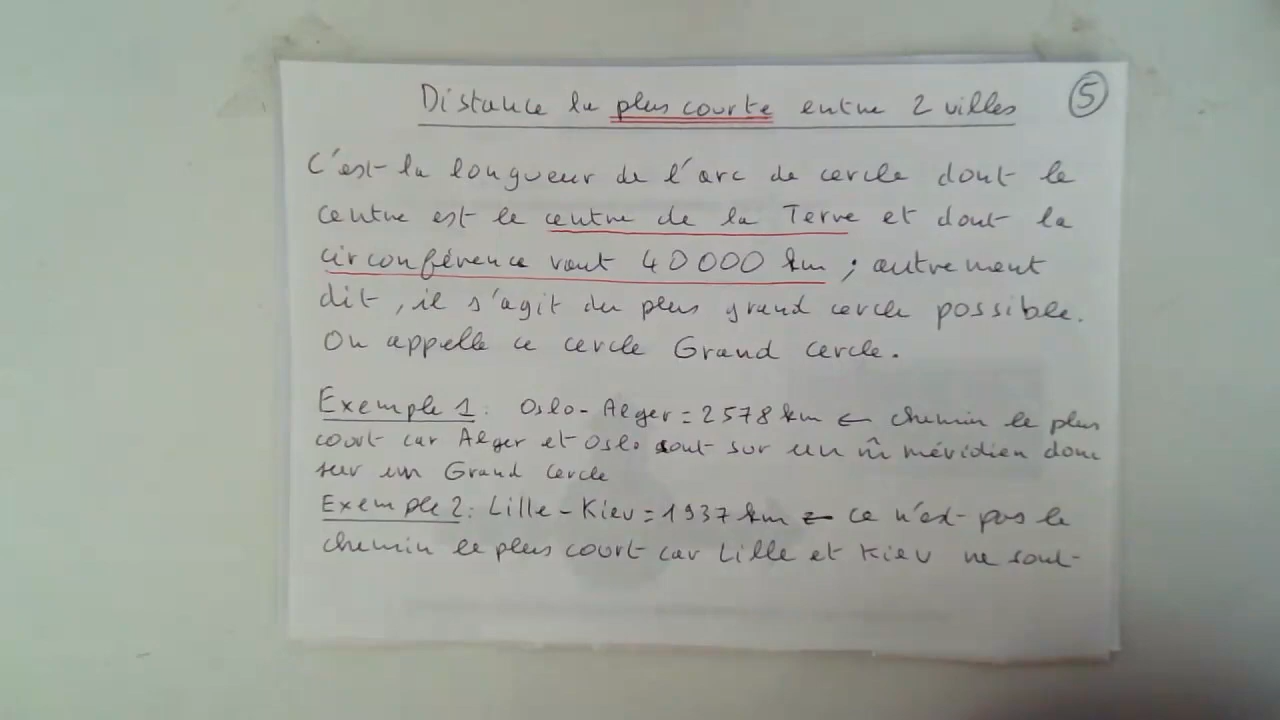 Distance la plus courte entre 2 villes
5
C'est la longueur de l'arc de cercle dont le
centre est le centre de la Terre et dont la
circonférence vaut 40 000 km ; autrement
dit, il s'agit du plus grand cercle possible.
On appelle ce cercle Grand Cercle.
Exemple 1 : Oslo - Alger = 2578 km ← chemin le plus
court car Alger et Oslo sont sur un m̂ méridien donc
sur un Grand Cercle
Exemple 2 : Lille - Kiev = 1937 km ← ce n'est pas le
chemin le plus court car Lille et Kiev ne sont